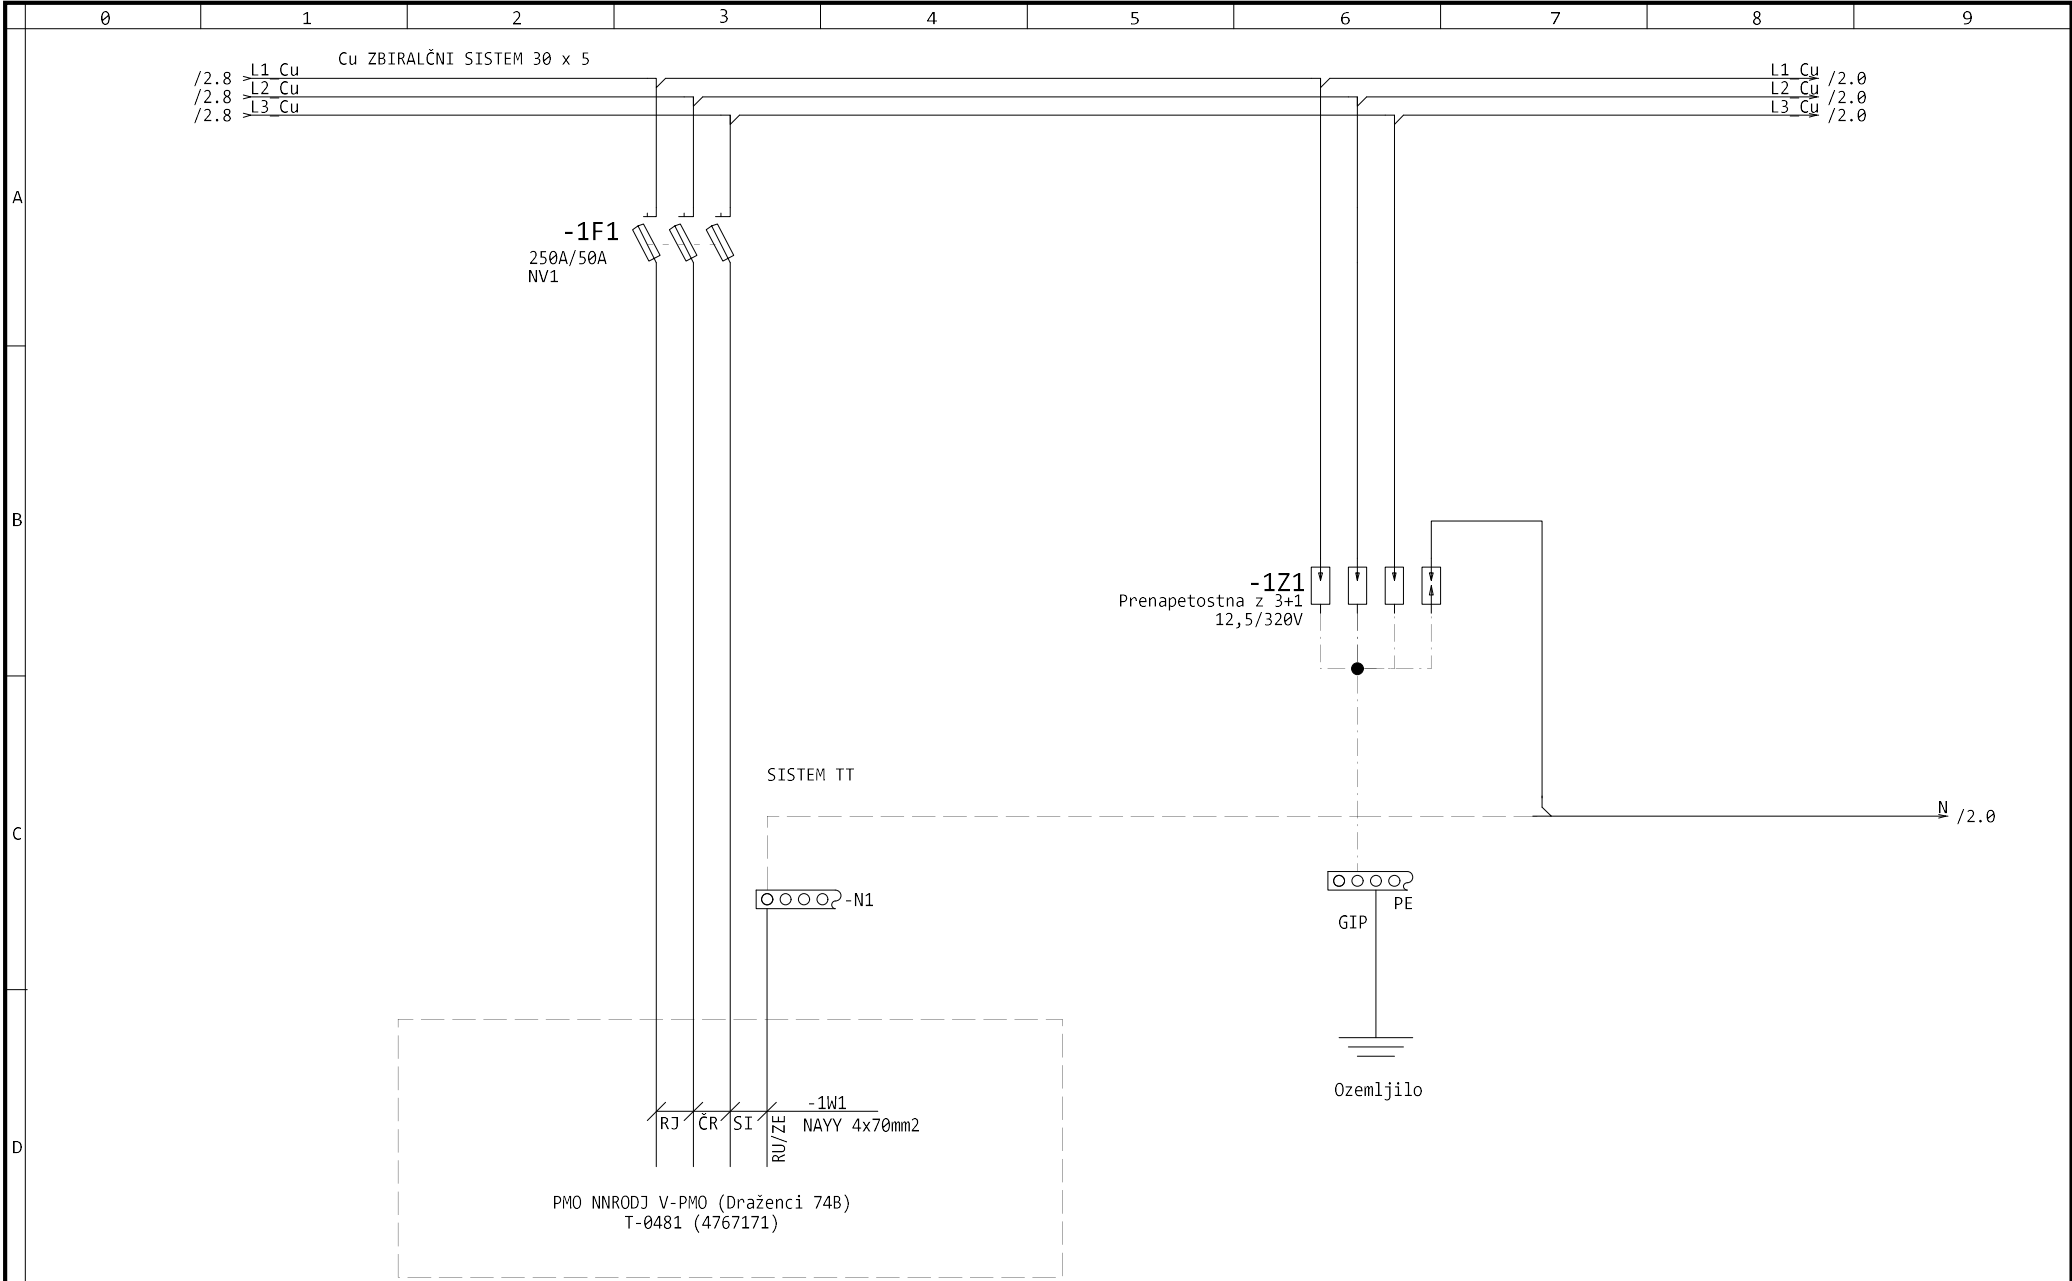 0 1 2 3 4 5 6 7 8 9
Cu ZBIRALČNI SISTEM 30 x 5
/2.8 L1_Cu L1_Cu /2.0
/2.8 L2_Cu L2_Cu /2.0
/2.8 L3_Cu L3_Cu /2.0
A
-1F1
250A/50A
NV1
B
-1Z1
Prenapetostna z 3+1
12,5/320V
SISTEM TT
N /2.0
C
-N1
PE
GIP
Ozemljilo
-1W1
RJ ČR SI RU/ZE NAYY 4x70mm2
D
PMO NNRODJ V-PMO (Draženci 74B)
T-0481 (4767171)